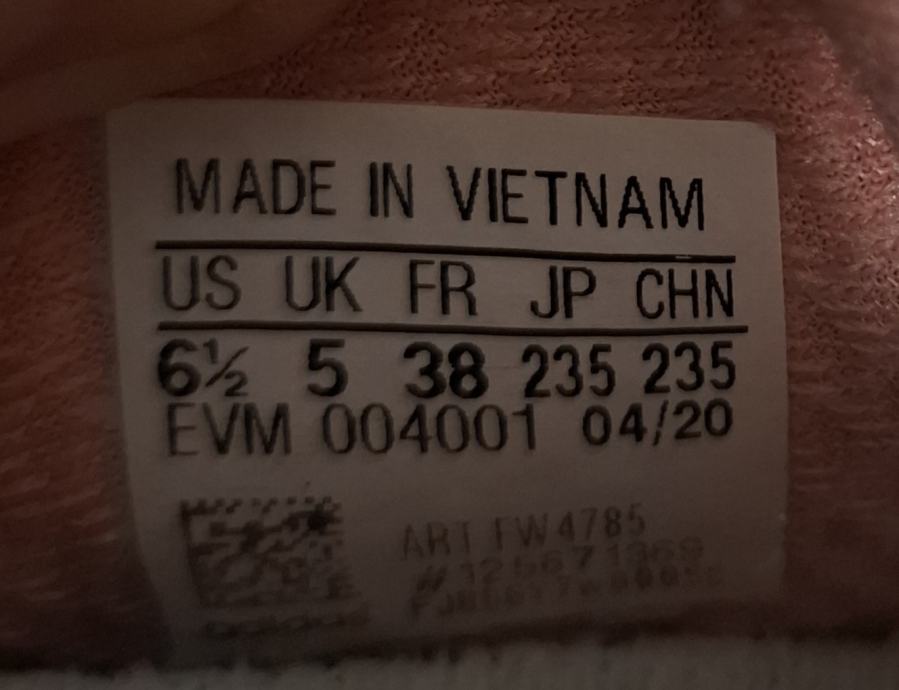 MADE IN VIETNAM
US UK FR JP CHN
6½ 5 38 235 235
EVM 004001 04/20
ART FW4785